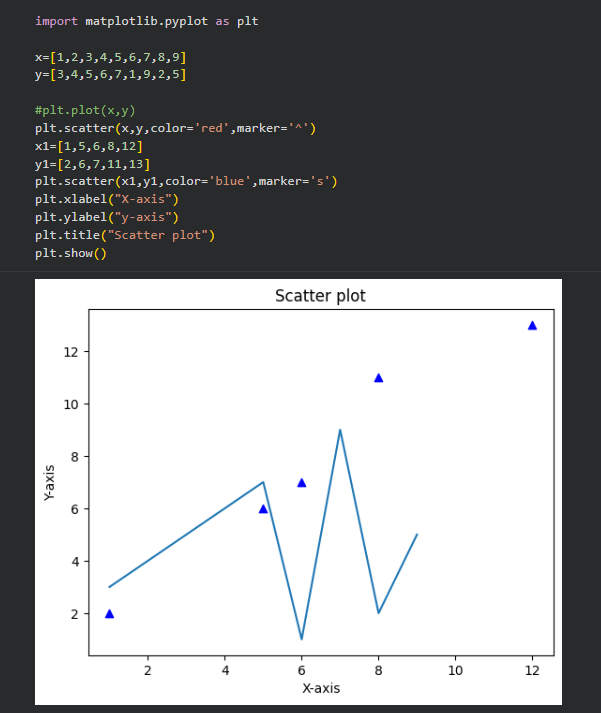 import matplotlib.pyplot as plt
x=[1,2,3,4,5,6,7,8,9]
y=[3,4,5,6,7,1,9,2,5]
#plt.plot(x,y)
plt.scatter(x,y,color='red',marker='^')
x1=[1,5,6,8,12]
y1=[2,6,7,11,13]
plt.scatter(x1,y1,color='blue',marker='s')
plt.xlabel("X-axis")
plt.ylabel("y-axis")
plt.title("Scatter plot")
plt.show()
Scatter plot
12
10
8
6
4
2
Y-axis
2 4 6 8 10 12
X-axis